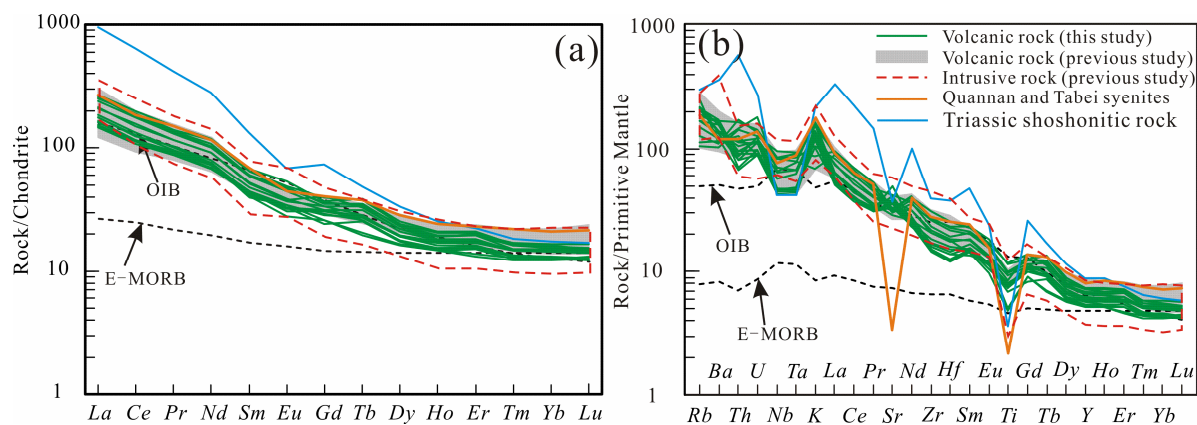 Rock/Chondrite
1000
100
10
1
(a)
OIB
E-MORB
La Ce Pr Nd Sm Eu Gd Tb Dy Ho Er Tm Yb Lu
Rock/Primitive Mantle
1000
100
10
1
(b)
Volcanic rock (this study)
Volcanic rock (previous study)
Intrusive rock (previous study)
Quannan and Tabei syenites
Triassic shoshonitic rock
OIB
E-MORB
Ba U Ta La Pr Nd Hf Eu Gd Dy Ho Tm Lu
Rb Th Nb K Ce Sr Zr Sm Ti Tb Y Er Yb